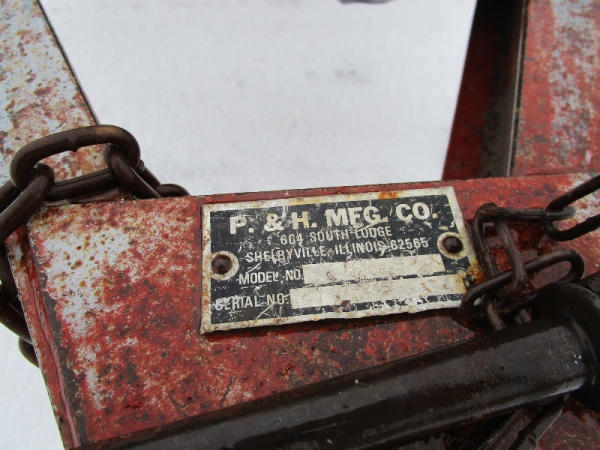 P. & H. MFG. CO.
604 SOUTH LODGE
SHELBYVILLE, ILLINOIS 62565
MODEL NO.
SERIAL NO.